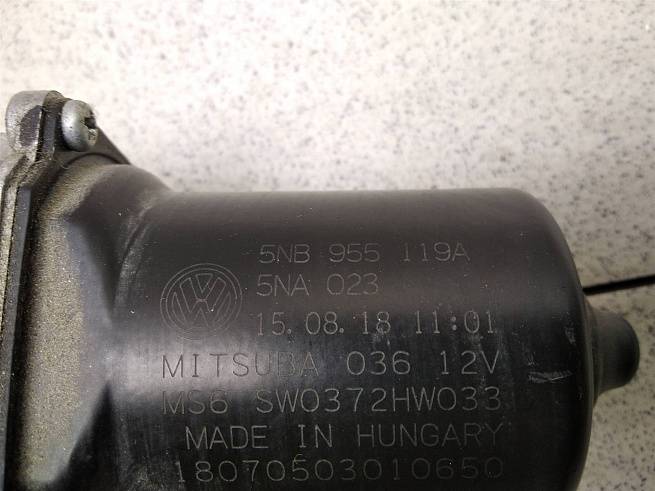 5NB 955 119A
5NA 023
15.08.18 11:01
MITSUBA 036 12V
MS6 SW0372HW033
MADE IN HUNGARY
18070503010650